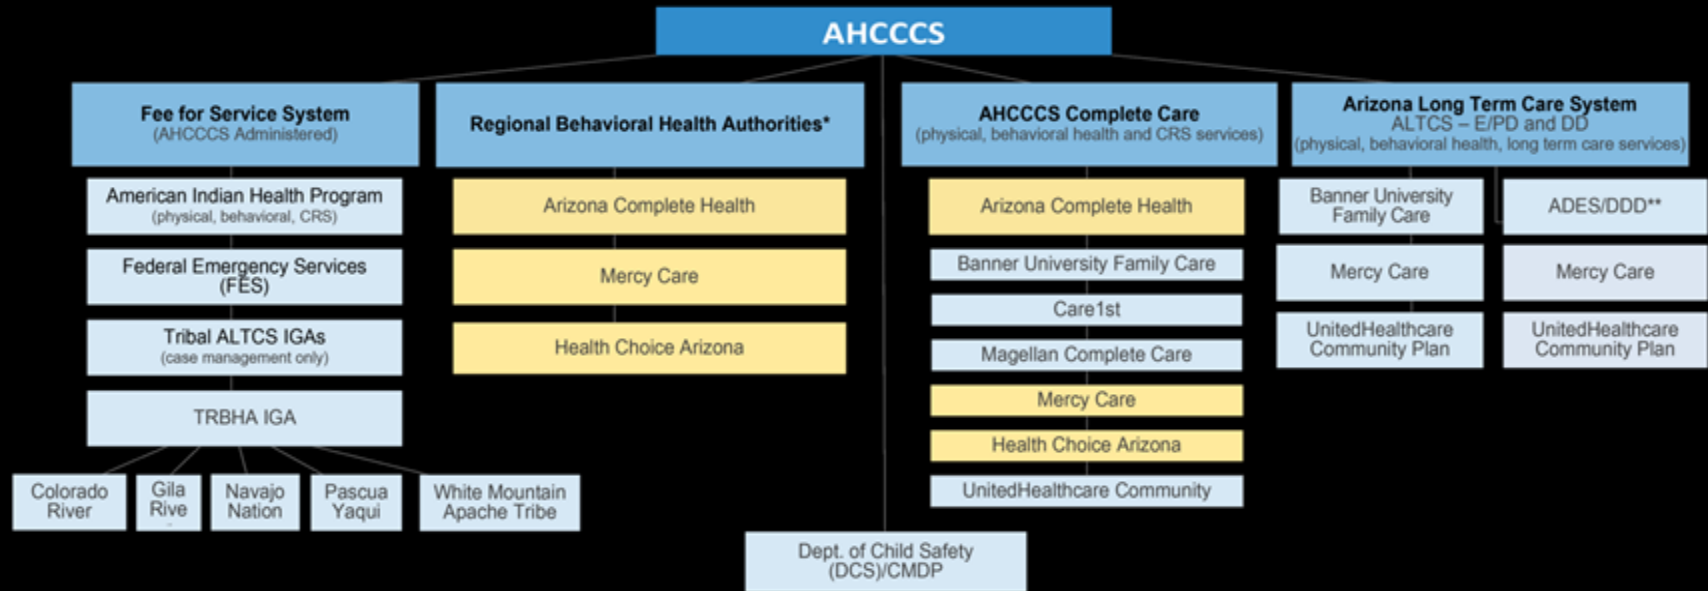 AHCCCS
Fee for Service System
(AHCCCS Administered)
American Indian Health Program
(physical, behavioral, CRS)
Federal Emergency Services
(FES)
Tribal ALTCS IGAs
(case management only)
TRBHA IGA
Colorado
River
Gila
Rive
Navajo
Nation
Pascua
Yaqui
White Mountain
Apache Tribe
Regional Behavioral Health Authorities*
Arizona Complete Health
Mercy Care
Health Choice Arizona
Dept. of Child Safety
(DCS)/CMDP
AHCCCS Complete Care
(physical, behavioral health and CRS services)
Arizona Complete Health
Banner University Family Care
Care1st
Magellan Complete Care
Mercy Care
Health Choice Arizona
UnitedHealthcare Community
Arizona Long Term Care System
ALTCS – E/PD and DD
(physical, behavioral health, long term care services)
Banner University
Family Care
Mercy Care
UnitedHealthcare
Community Plan
ADES/DDD**
Mercy Care
UnitedHealthcare
Community Plan